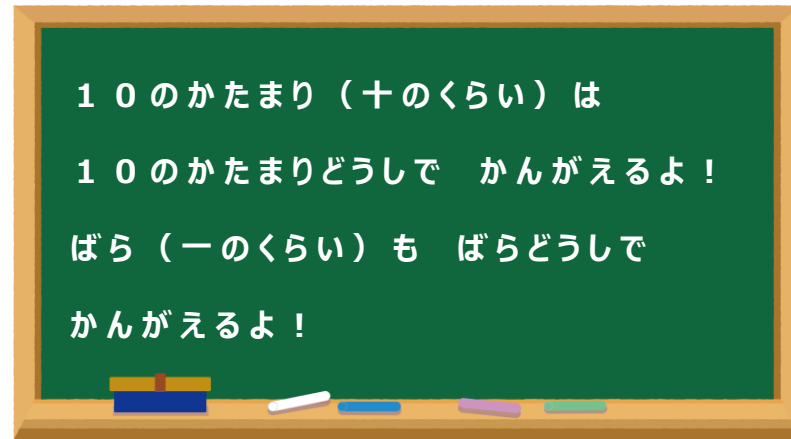 １０のかたまり（十のくらい）は
１０のかたまりどうしで　かんがえるよ！
ばら（一のくらい）も　ばらどうしで
かんがえるよ！